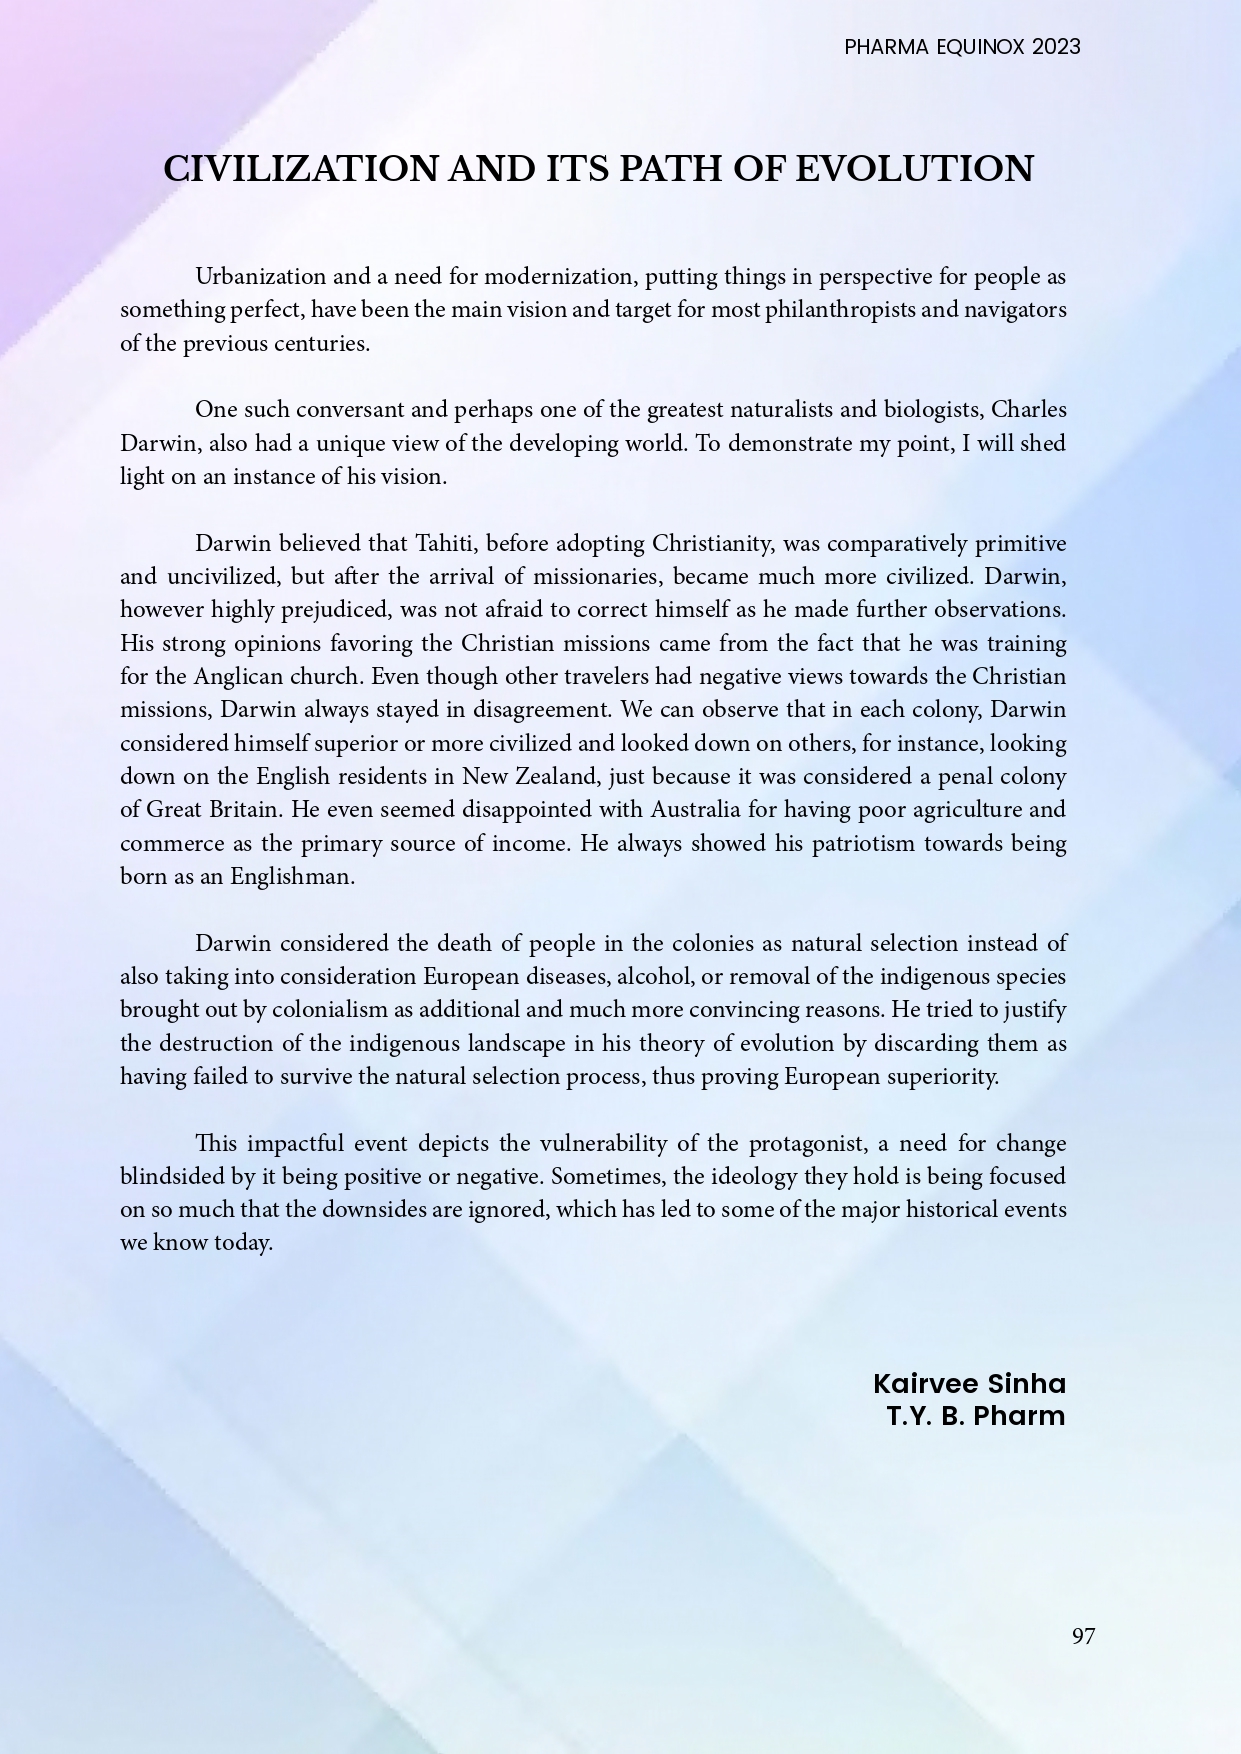 PHARMA EQUINOX 2023
CIVILIZATION AND ITS PATH OF EVOLUTION
Urbanization and a need for modernization, putting things in perspective for people as
something perfect, have been the main vision and target for most philanthropists and navigators
of the previous centuries.
One such conversant and perhaps one of the greatest naturalists and biologists, Charles
Darwin, also had a unique view of the developing world. To demonstrate my point, I will shed
light on an instance of his vision.
Darwin believed that Tahiti, before adopting Christianity, was comparatively primitive
and uncivilized, but after the arrival of missionaries, became much more civilized. Darwin,
however highly prejudiced, was not afraid to correct himself as he made further observations.
His strong opinions favoring the Christian missions came from the fact that he was training
for the Anglican church. Even though other travelers had negative views towards the Christian
missions, Darwin always stayed in disagreement. We can observe that in each colony, Darwin
considered himself superior or more civilized and looked down on others, for instance, looking
down on the English residents in New Zealand, just because it was considered a penal colony
of Great Britain. He even seemed disappointed with Australia for having poor agriculture and
commerce as the primary source of income. He always showed his patriotism towards being
born as an Englishman.
Darwin considered the death of people in the colonies as natural selection instead of
also taking into consideration European diseases, alcohol, or removal of the indigenous species
brought out by colonialism as additional and much more convincing reasons. He tried to justify
the destruction of the indigenous landscape in his theory of evolution by discarding them as
having failed to survive the natural selection process, thus proving European superiority.
This impactful event depicts the vulnerability of the protagonist, a need for change
blindsided by it being positive or negative. Sometimes, the ideology they hold is being focused
on so much that the downsides are ignored, which has led to some of the major historical events
we know today.
Kairvee Sinha
T.Y. B. Pharm
97